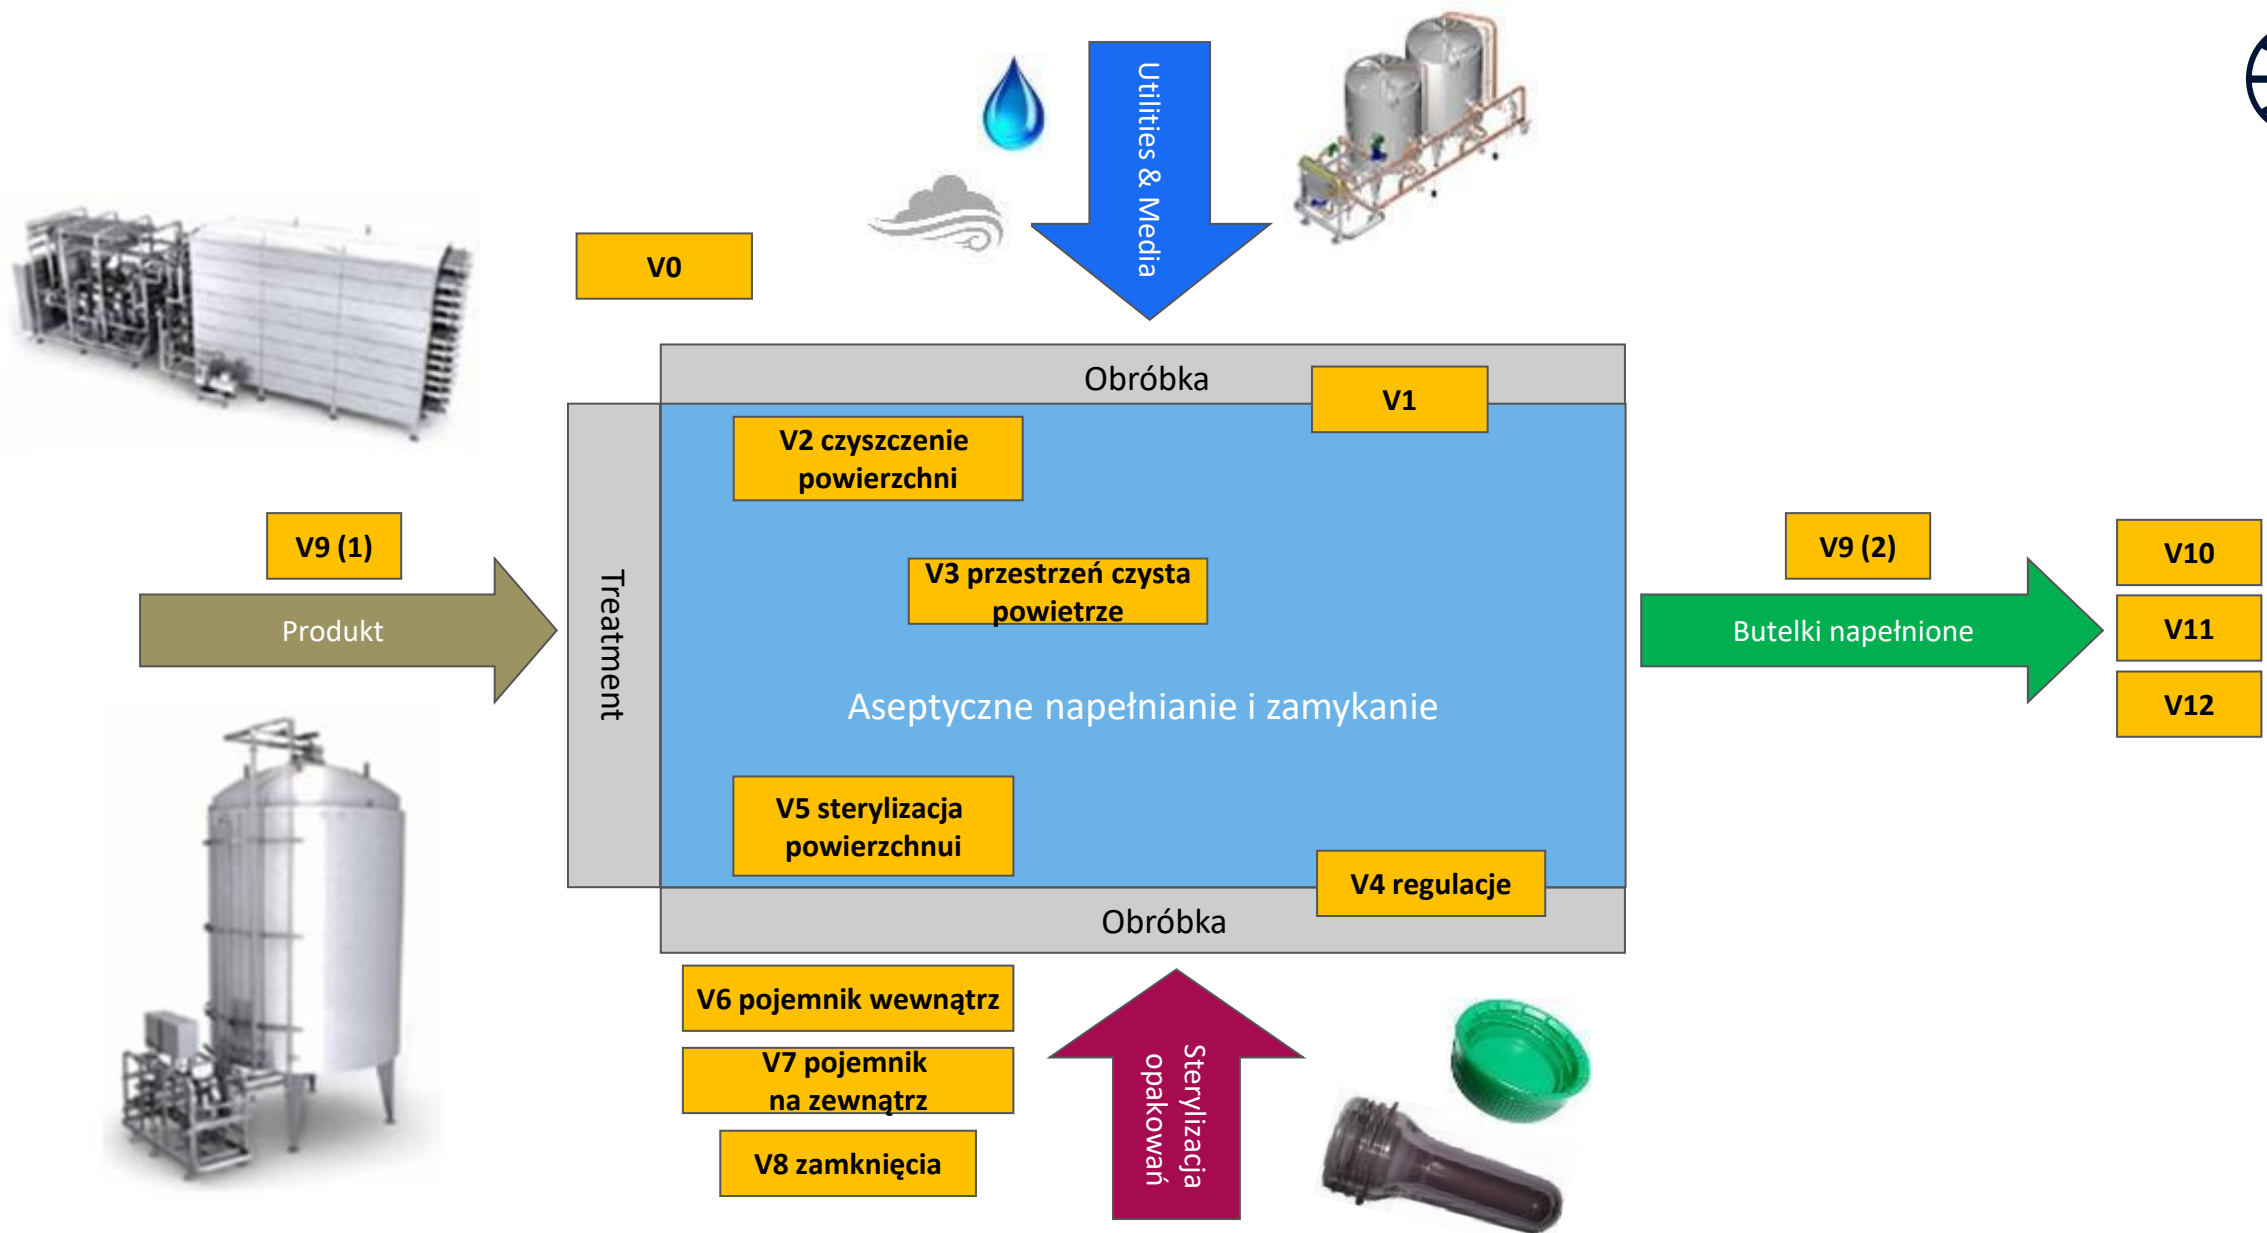 Utilities & Media
V0
Obróbka
V1
V2 czyszczenie
powierzchni
V9 (1)
V9 (2)
V10
V3 przestrzeń czysta
powietrze
Treatment
Produkt
Butelki napełnione
V11
Aseptyczne napełnianie i zamykanie
V12
V5 sterylizacja
powierzchnui
V4 regulacje
Obróbka
V6 pojemnik wewnątrz
V7 pojemnik
na zewnątrz
V8 zamknięcia
Sterylizacja
opakowań